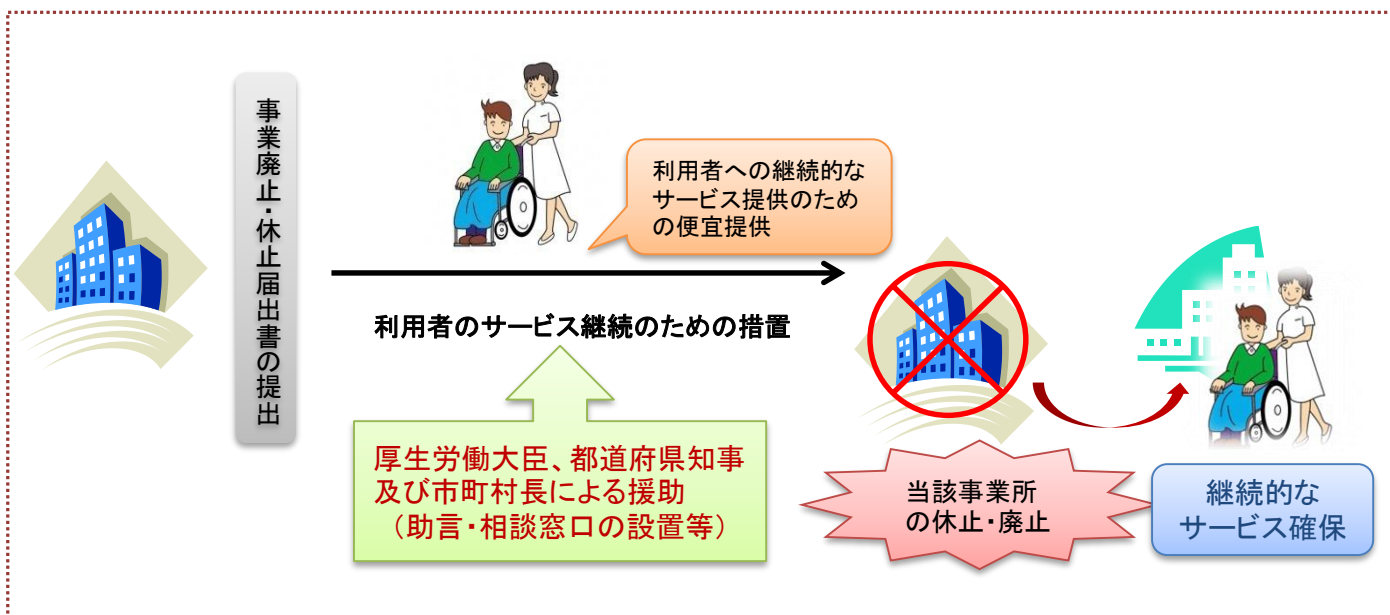 事業廃止・休止届出書の提出
利用者への継続的な
サービス提供のため
の便宜提供
利用者のサービス継続のための措置
厚生労働大臣、都道府県知事
及び市町村長による援助
（助言・相談窓口の設置等）
当該事業所
の休止・廃止
継続的な
サービス確保